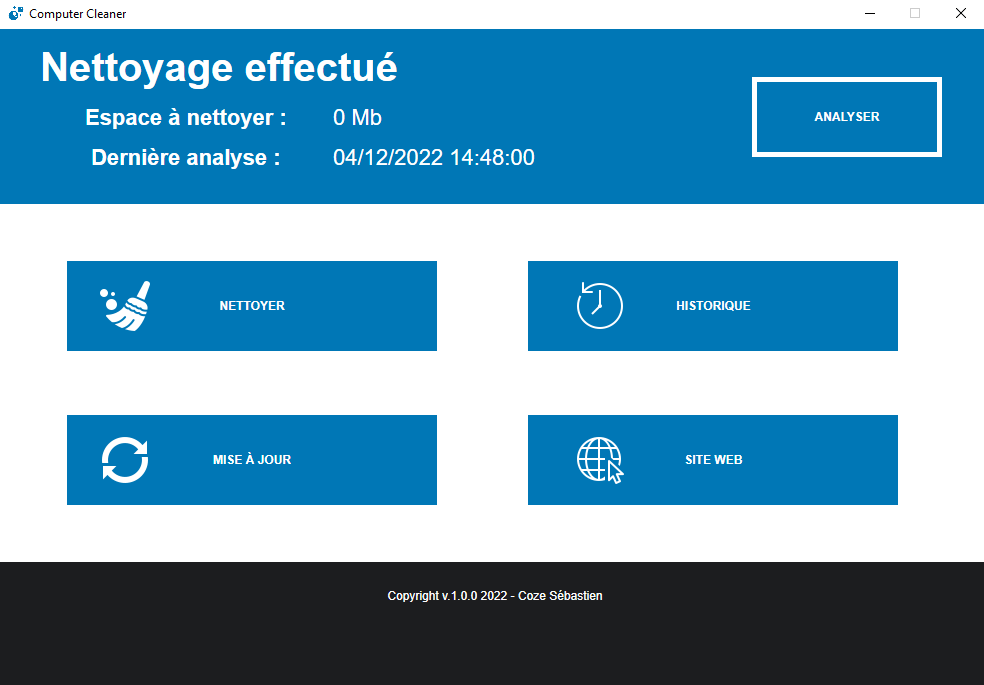 Computer Cleaner
Nettoyage effectué
Espace à nettoyer : 0 Mb
Dernière analyse : 04/12/2022 14:48:00
ANALYSER
NETTOYER
HISTORIQUE
MISE À JOUR
SITE WEB
Copyright v.1.0.0 2022 - Coze Sébastien